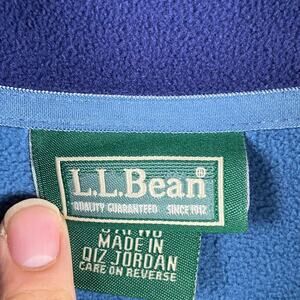 L.L.Bean®
QUALITY GUARANTEED SINCE 1912
MADE IN
QIZ JORDAN
CARE ON REVERSE